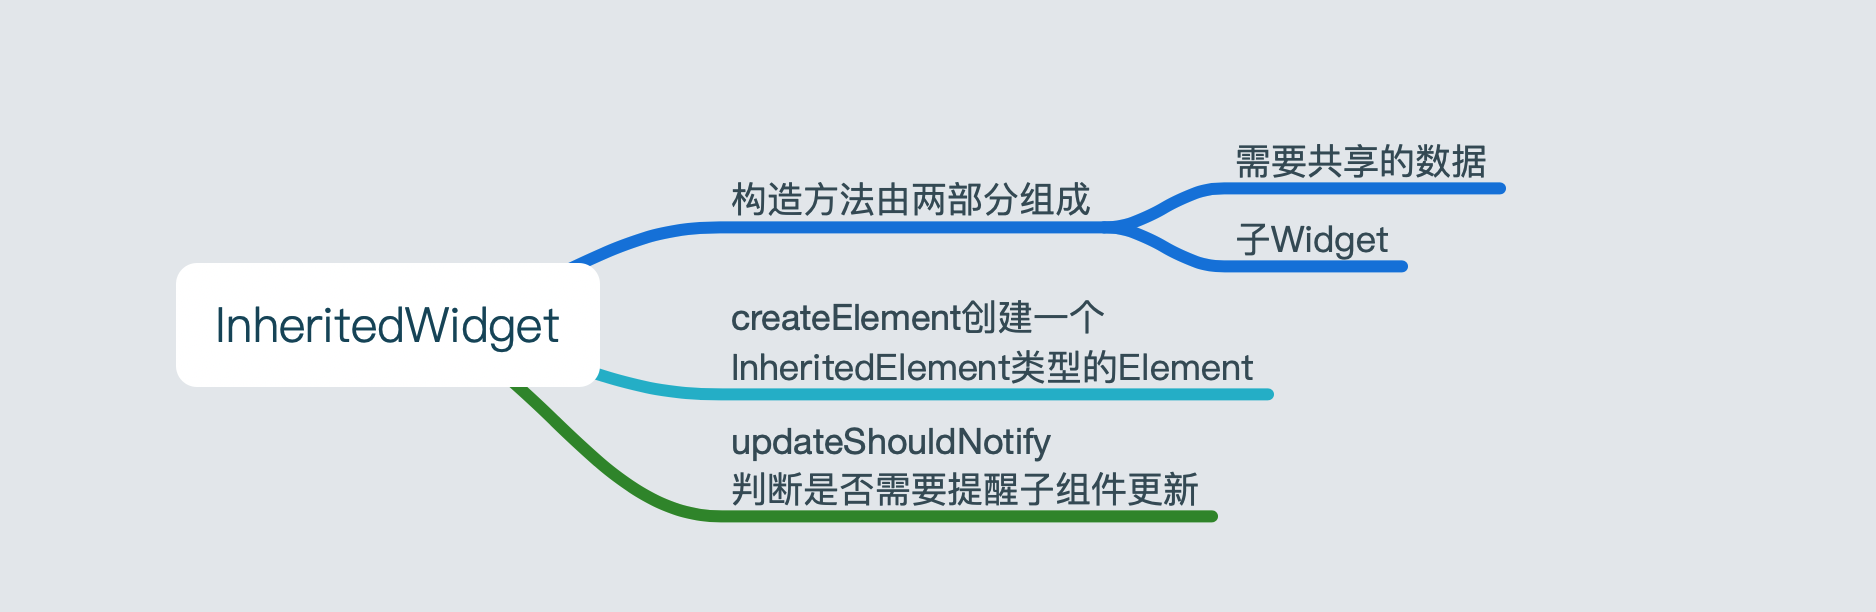 InheritedWidget
构造方法由两部分组成
需要共享的数据
子Widget
createElement创建一个
InheritedElement类型的Element
updateShouldNotify
判断是否需要提醒子组件更新